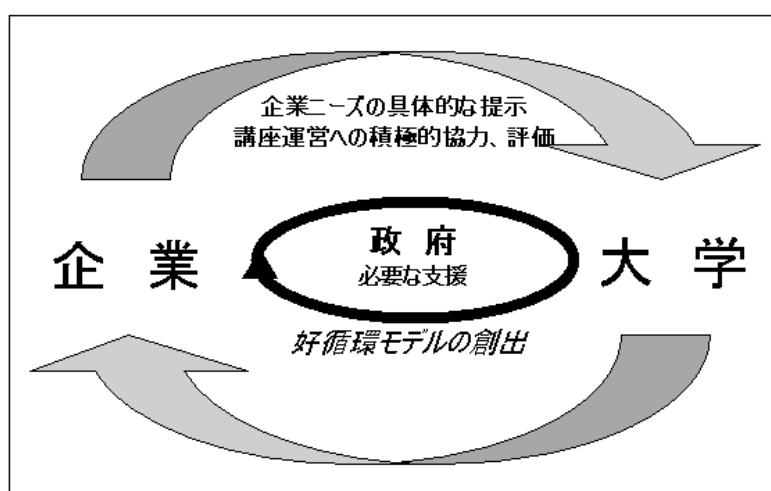 企業ニーズの具体的な提示
講座運営への積極的協力、評価
企業
政府
必要な支援
大学
好循環モデルの創出